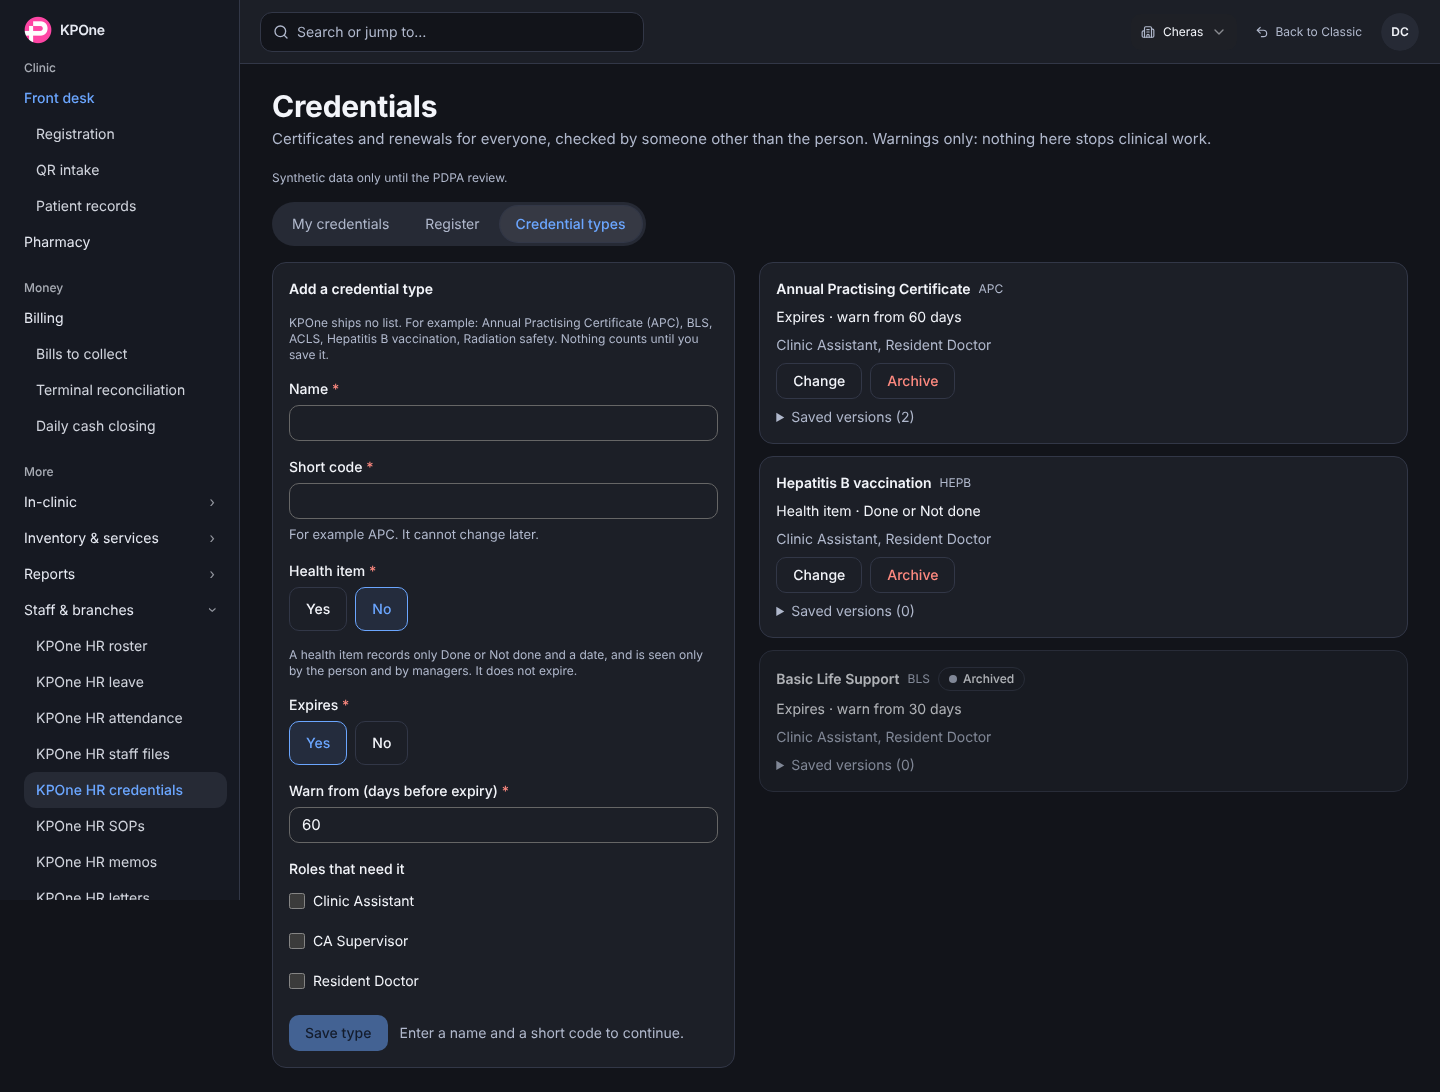 KPOne
Clinic
Front desk
Registration
QR intake
Patient records
Pharmacy
Money
Billing
Bills to collect
Terminal reconciliation
Daily cash closing
More
In-clinic
Inventory & services
Reports
Staff & branches
KPOne HR roster
KPOne HR leave
KPOne HR attendance
KPOne HR staff files
KPOne HR credentials
KPOne HR SOPs
KPOne HR memos
KPOne HR letters
Search or jump to...
Cheras
Back to Classic
DC
Credentials
Certificates and renewals for everyone, checked by someone other than the person. Warnings only: nothing here stops clinical work.
Synthetic data only until the PDPA review.
My credentials
Register
Credential types
Add a credential type
KPOne ships no list. For example: Annual Practising Certificate (APC), BLS,
ACLS, Hepatitis B vaccination, Radiation safety. Nothing counts until you
save it.
Name *
Short code *
For example APC. It cannot change later.
Health item *
Yes
No
A health item records only Done or Not done and a date, and is seen only
by the person and by managers. It does not expire.
Expires *
Yes
No
Warn from (days before expiry) *
60
Roles that need it
Clinic Assistant
CA Supervisor
Resident Doctor
Save type
Enter a name and a short code to continue.
Annual Practising Certificate APC
Expires · warn from 60 days
Clinic Assistant, Resident Doctor
Change
Archive
Saved versions (2)
Hepatitis B vaccination HEPB
Health item · Done or Not done
Clinic Assistant, Resident Doctor
Change
Archive
Saved versions (0)
Basic Life Support BLS Archived
Expires · warn from 30 days
Clinic Assistant, Resident Doctor
Saved versions (0)